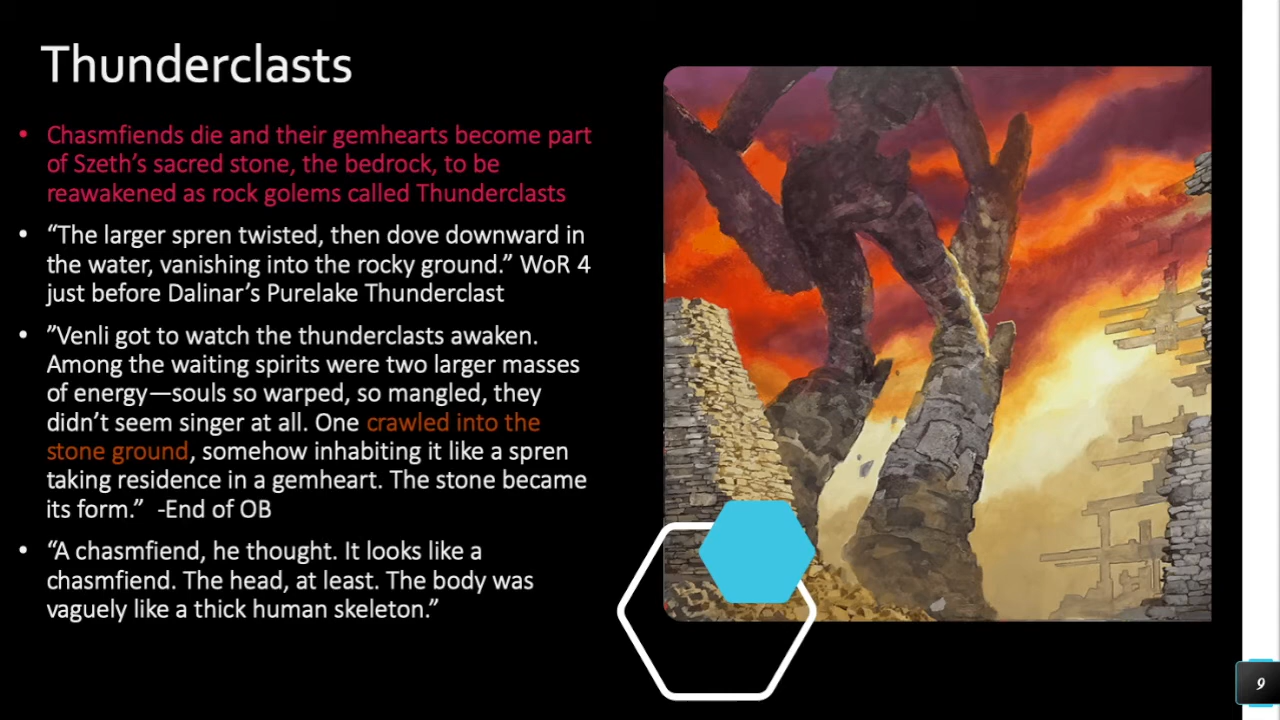 Thunderclasts
• Chasmfiends die and their gemhearts become part
of Szeth’s sacred stone, the bedrock, to be
reawakened as rock golems called Thunderclasts
• “The larger spren twisted, then dove downward in
the water, vanishing into the rocky ground.” WoR 4
just before Dalinar’s Purelake Thunderclast
• ”Venli got to watch the thunderclasts awaken.
Among the waiting spirits were two larger masses
of energy—souls so warped, so mangled, they
didn’t seem singer at all. One crawled into the
stone ground, somehow inhabiting it like a spren
taking residence in a gemheart. The stone became
its form.” -End of OB
• “A chasmfiend, he thought. It looks like a
chasmfiend. The head, at least. The body was
vaguely like a thick human skeleton.”
9